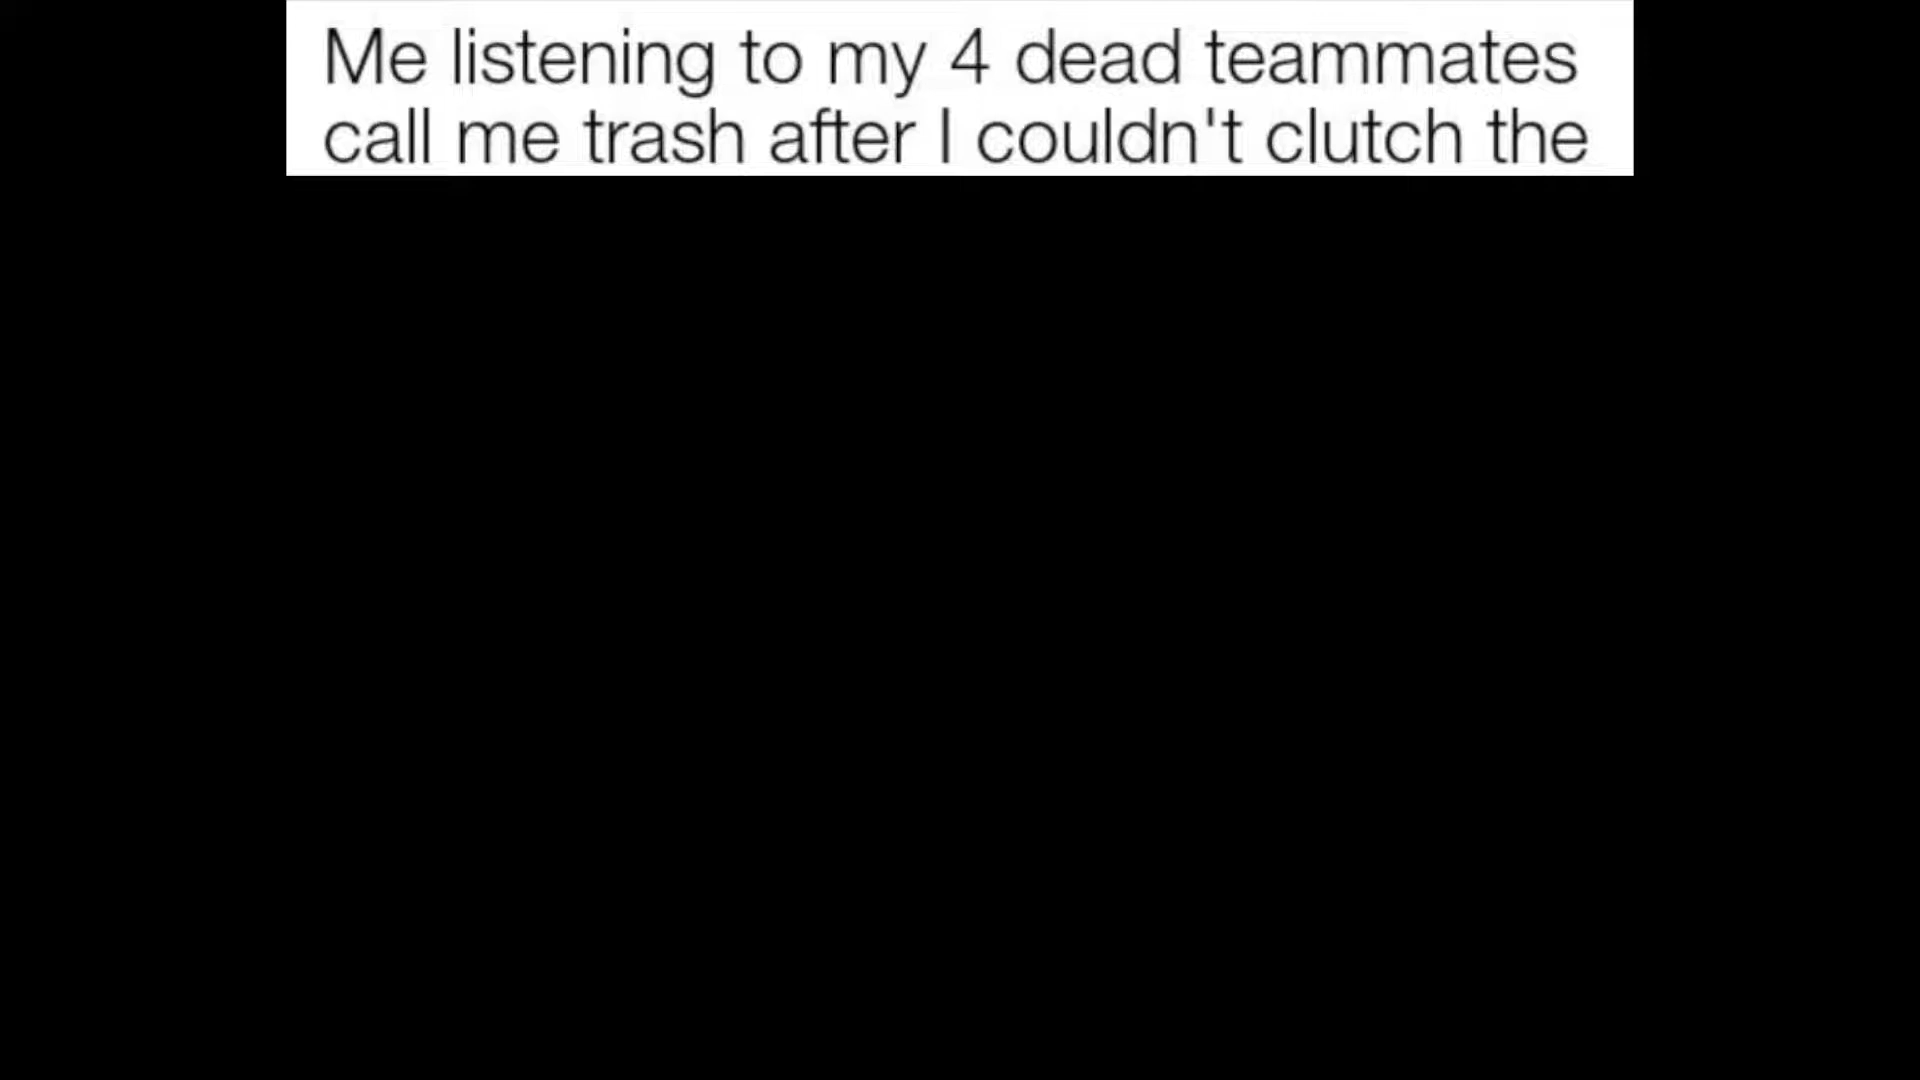 Me listening to my 4 dead teammates
call me trash after I couldn't clutch the